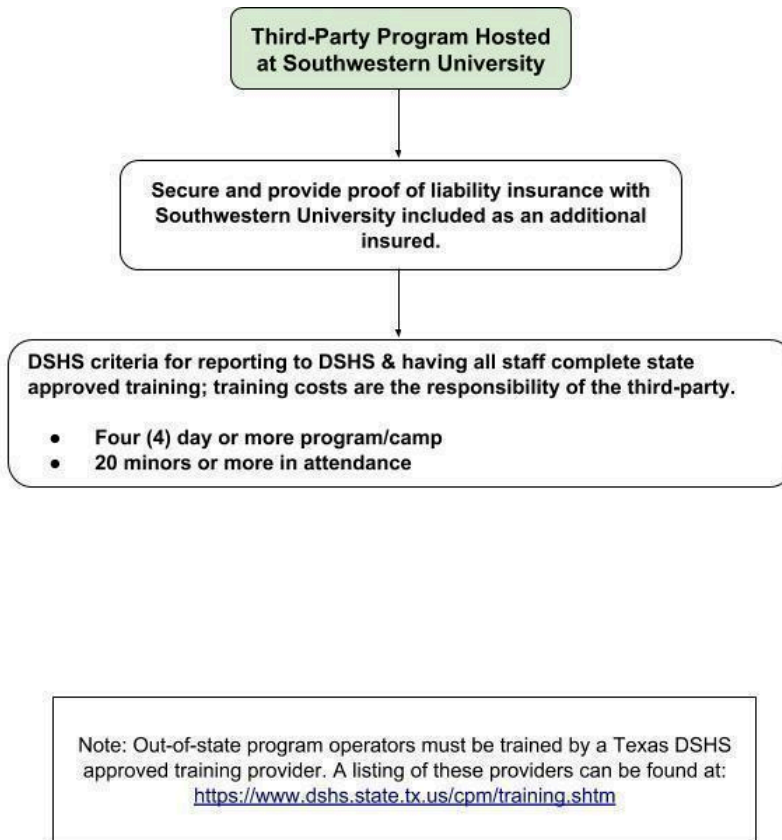 Third-Party Program Hosted
at Southwestern University
Secure and provide proof of liability insurance with
Southwestern University included as an additional
insured.
DSHS criteria for reporting to DSHS & having all staff complete state
approved training; training costs are the responsibility of the third-party.
● Four (4) day or more program/camp
● 20 minors or more in attendance
Note: Out-of-state program operators must be trained by a Texas DSHS
approved training provider. A listing of these providers can be found at:
https://www.dshs.state.tx.us/cpm/training.shtm